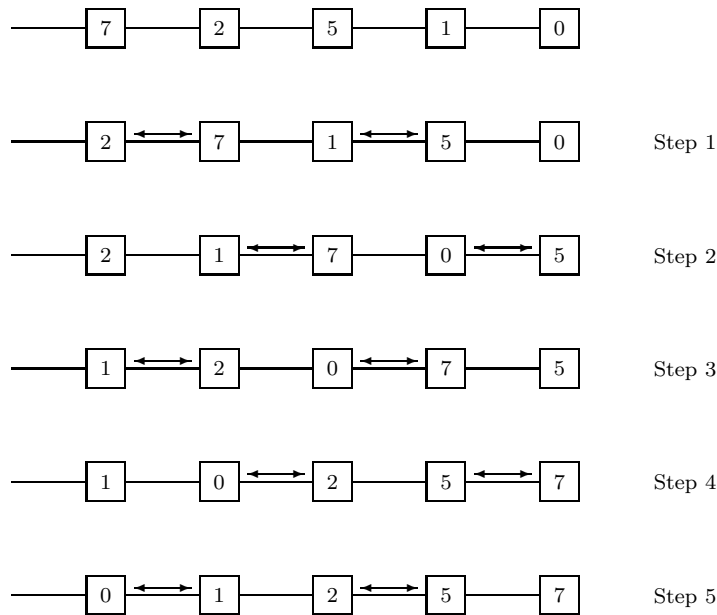 7 2 5 1 0
2 7 1 5 0 Step 1
2 1 7 0 5 Step 2
1 2 0 7 5 Step 3
1 0 2 5 7 Step 4
0 1 2 5 7 Step 5